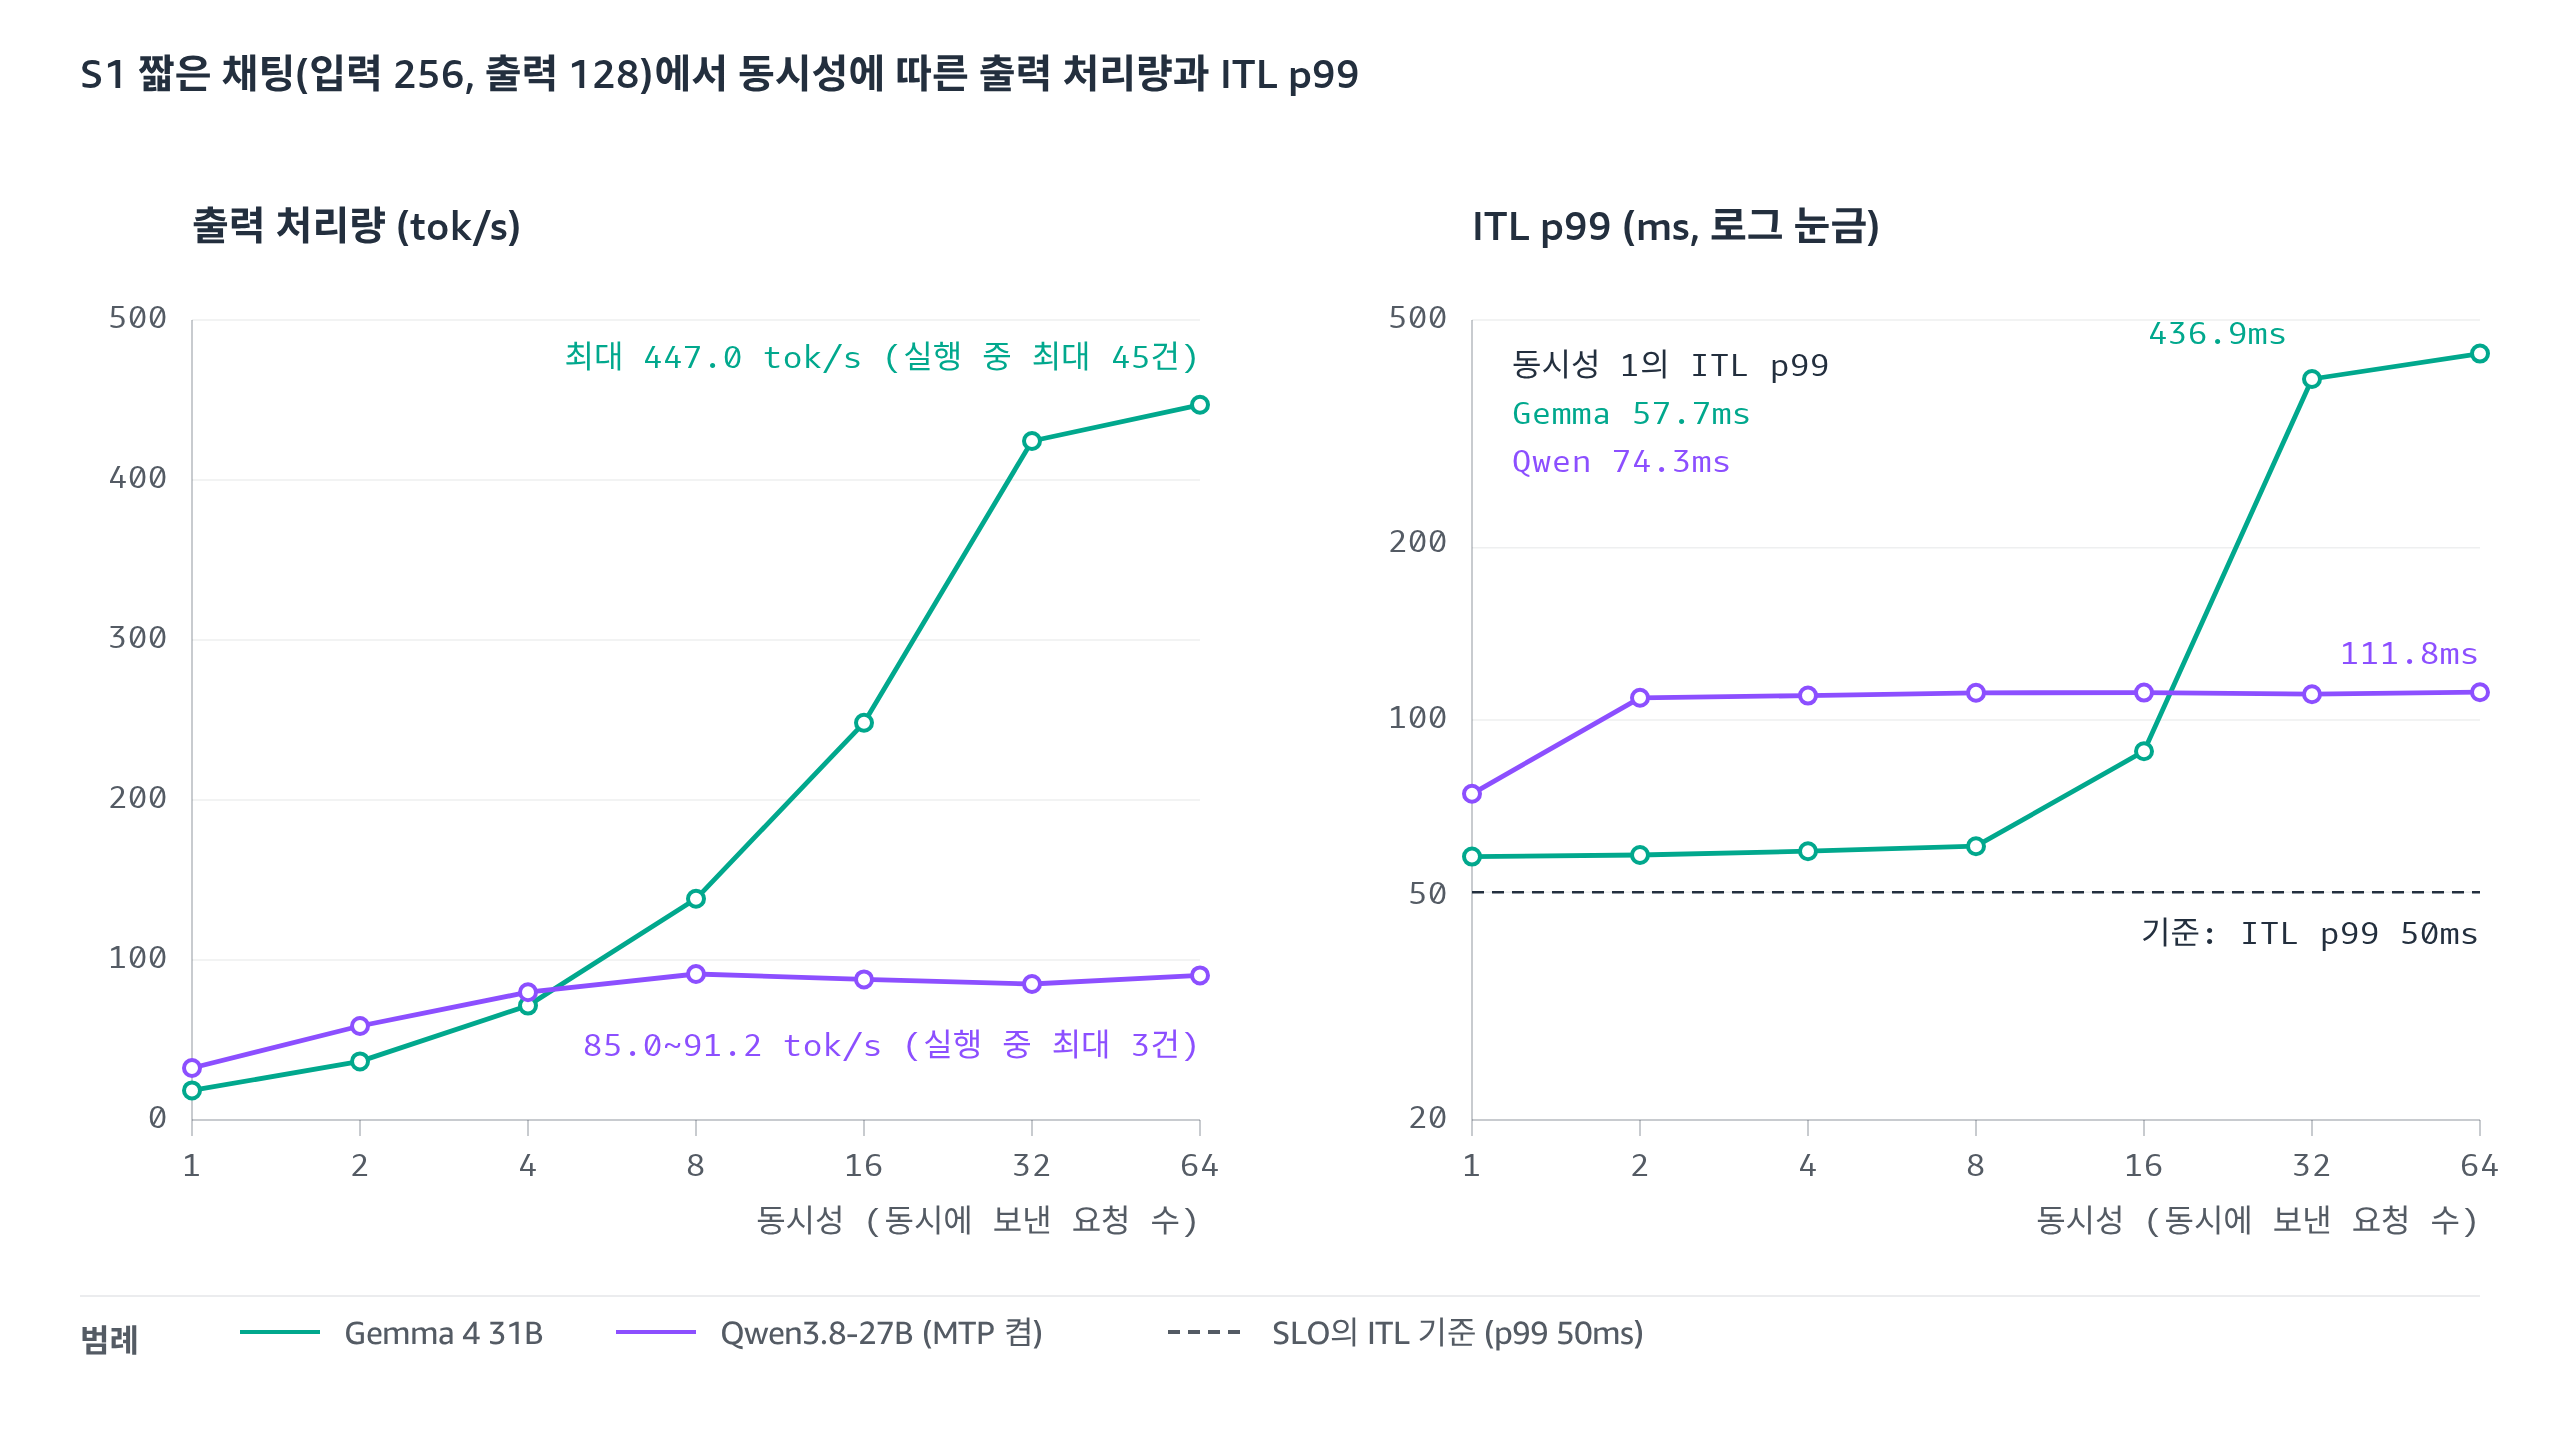 S1 짧은 채팅(입력 256, 출력 128)에서 동시성에 따른 출력 처리량과 ITL p99
출력 처리량 (tok/s)
500
400
300
200
100
0
최대 447.0 tok/s (실행 중 최대 45건)
85.0~91.2 tok/s (실행 중 최대 3건)
1 2 4 8 16 32 64
동시성 (동시에 보낸 요청 수)
ITL p99 (ms, 로그 눈금)
500
200
100
50
20
436.9ms
동시성 1의 ITL p99
Gemma 57.7ms
Qwen 74.3ms
111.8ms
기준: ITL p99 50ms
1 2 4 8 16 32 64
동시성 (동시에 보낸 요청 수)
범례 Gemma 4 31B Qwen3.8-27B (MTP 켬) SLO의 ITL 기준 (p99 50ms)